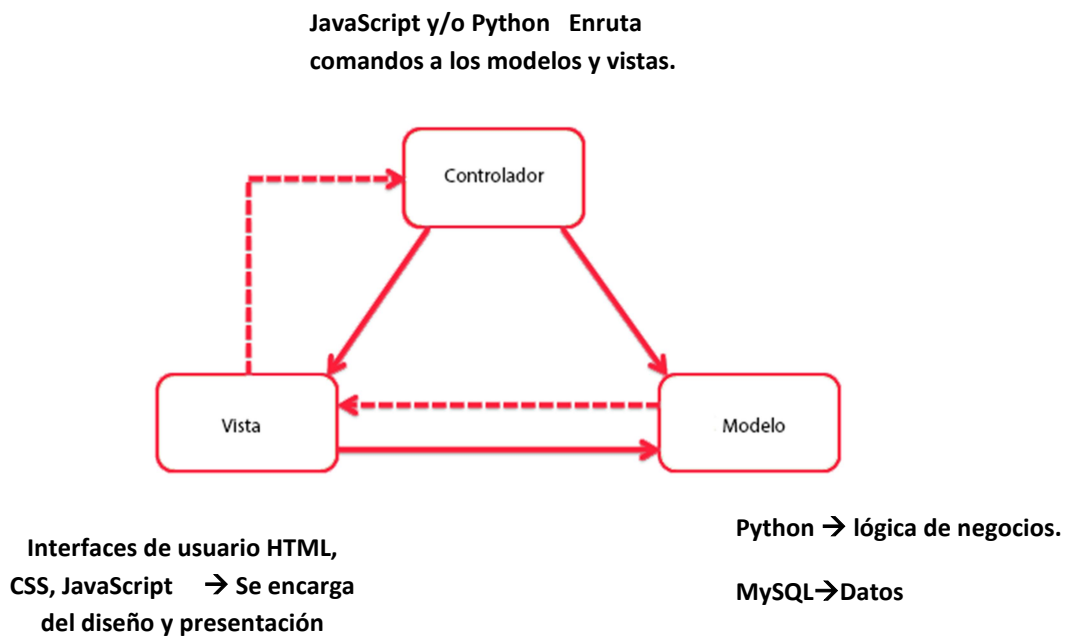 JavaScript y/o Python Enruta
comandos a los modelos y vistas.
Controlador
Vista
Modelo
Interfaces de usuario HTML,
CSS, JavaScript → Se encarga
del diseño y presentación
Python → lógica de negocios.
MySQL→Datos